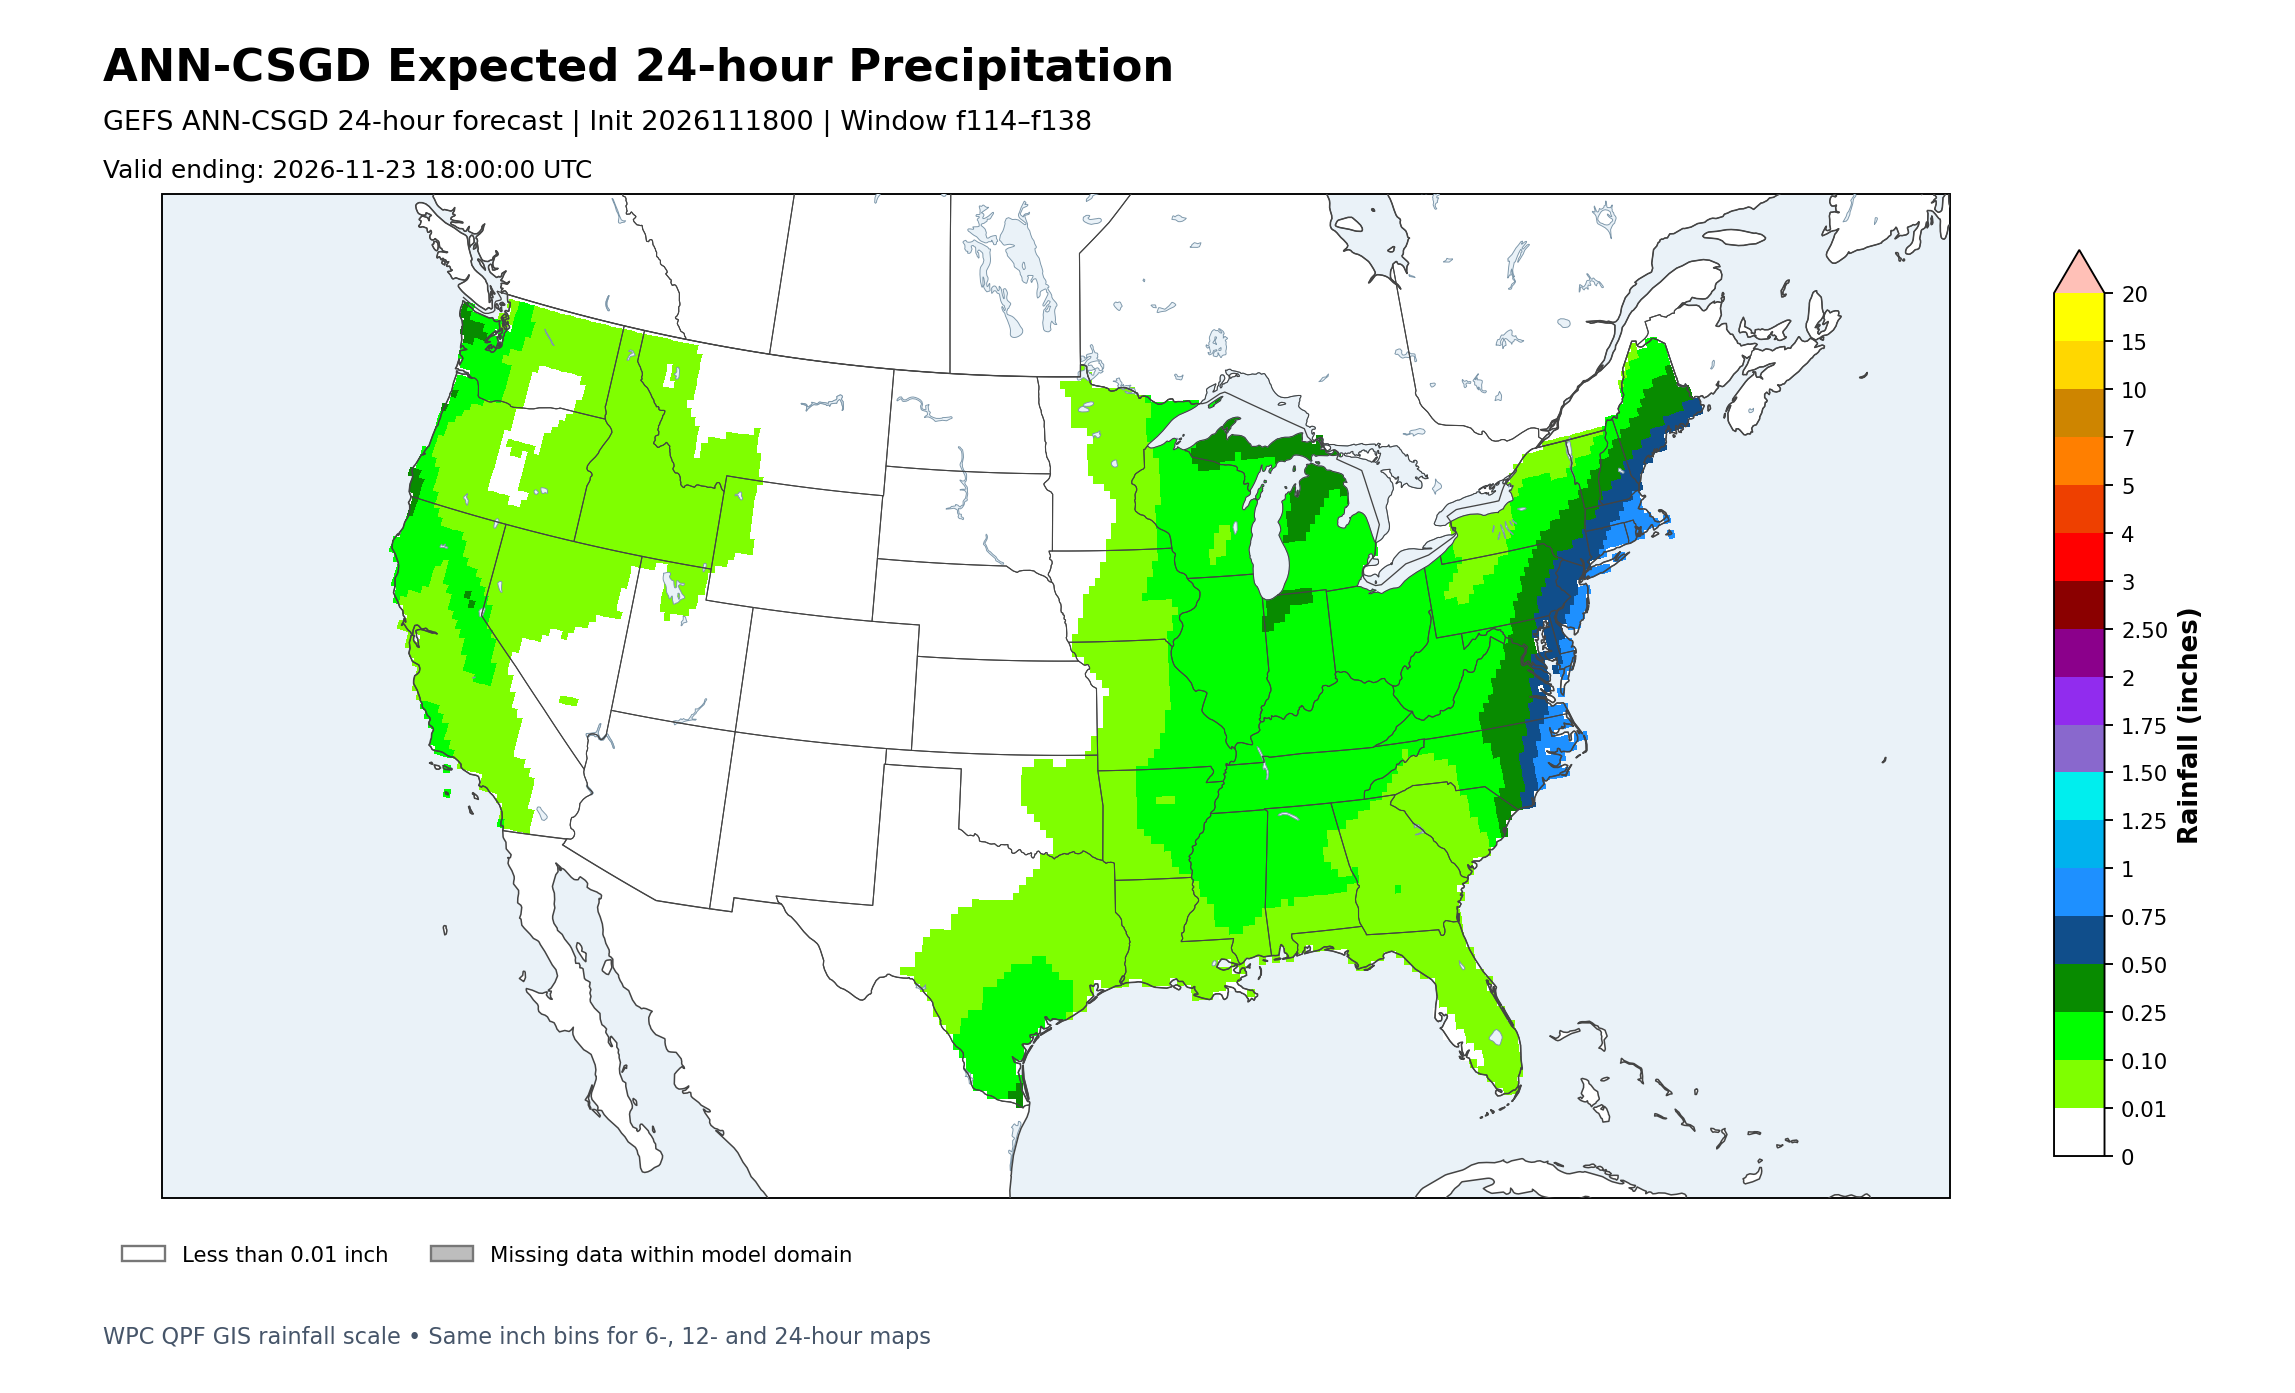 ANN-CSGD Expected 24-hour Precipitation
GEFS ANN-CSGD 24-hour forecast | Init 2026111800 | Window f114–f138
Valid ending: 2026-11-23 18:00:00 UTC
20
15
10
7
5
4
3
2.50
2
1.75
1.50
1.25
1
0.75
0.50
0.25
0.10
0.01
0
Rainfall (inches)
Less than 0.01 inch
Missing data within model domain
WPC QPF GIS rainfall scale • Same inch bins for 6-, 12- and 24-hour maps